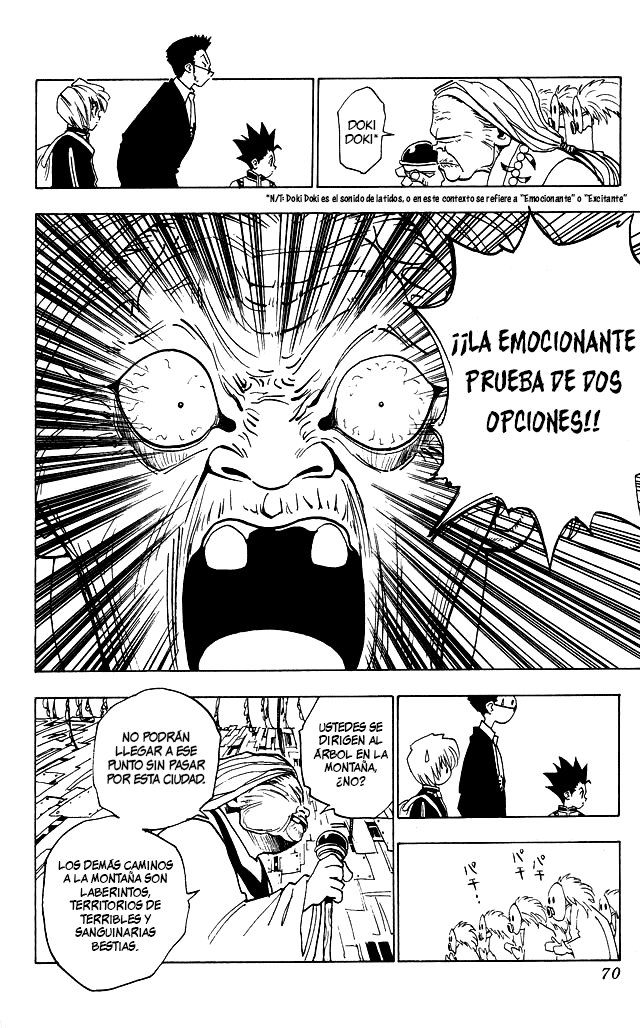 DOKI
DOKI*
*N/T: Doki Doki es el sonido de latidos, o en este contexto se refiere a "Emocionante" o "Excitante"
¡¡LA EMOCIONANTE
PRUEBA DE DOS
OPCIONES!!
USTEDES SE
DIRIGEN AL
ÁRBOL EN LA
MONTAÑA,
¿NO?
NO PODRÁN
LLEGAR A ESE
PUNTO SIN PASAR
POR ESTA CIUDAD.
LOS DEMÁS CAMINOS
A LA MONTAÑA SON
LABERINTOS,
TERRITORIOS DE
TERRIBLES Y
SANGUINARIAS
BESTIAS.
パチ…
パチ…
パチ…
70